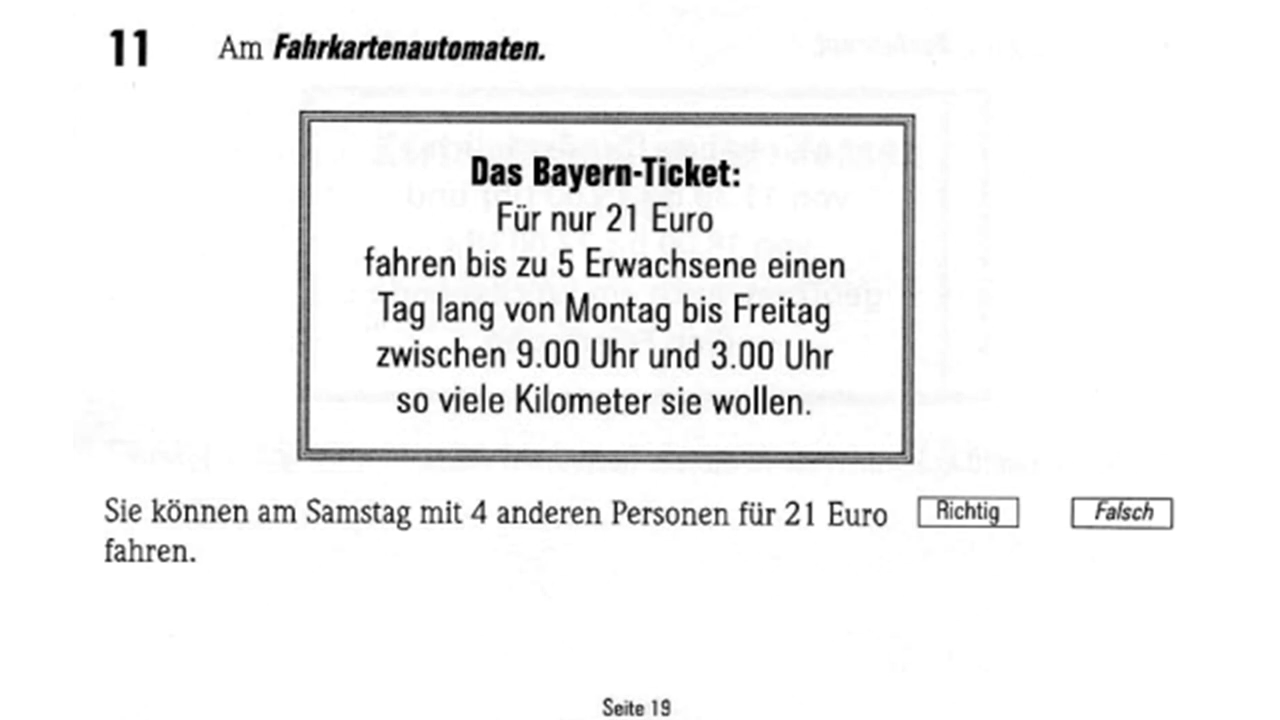 11 Am Fahrkartenautomaten.
Das Bayern-Ticket:
Für nur 21 Euro
fahren bis zu 5 Erwachsene einen
Tag lang von Montag bis Freitag
zwischen 9.00 Uhr und 3.00 Uhr
so viele Kilometer sie wollen.
Sie können am Samstag mit 4 anderen Personen für 21 Euro Richtig Falsch
fahren.
Seite 19